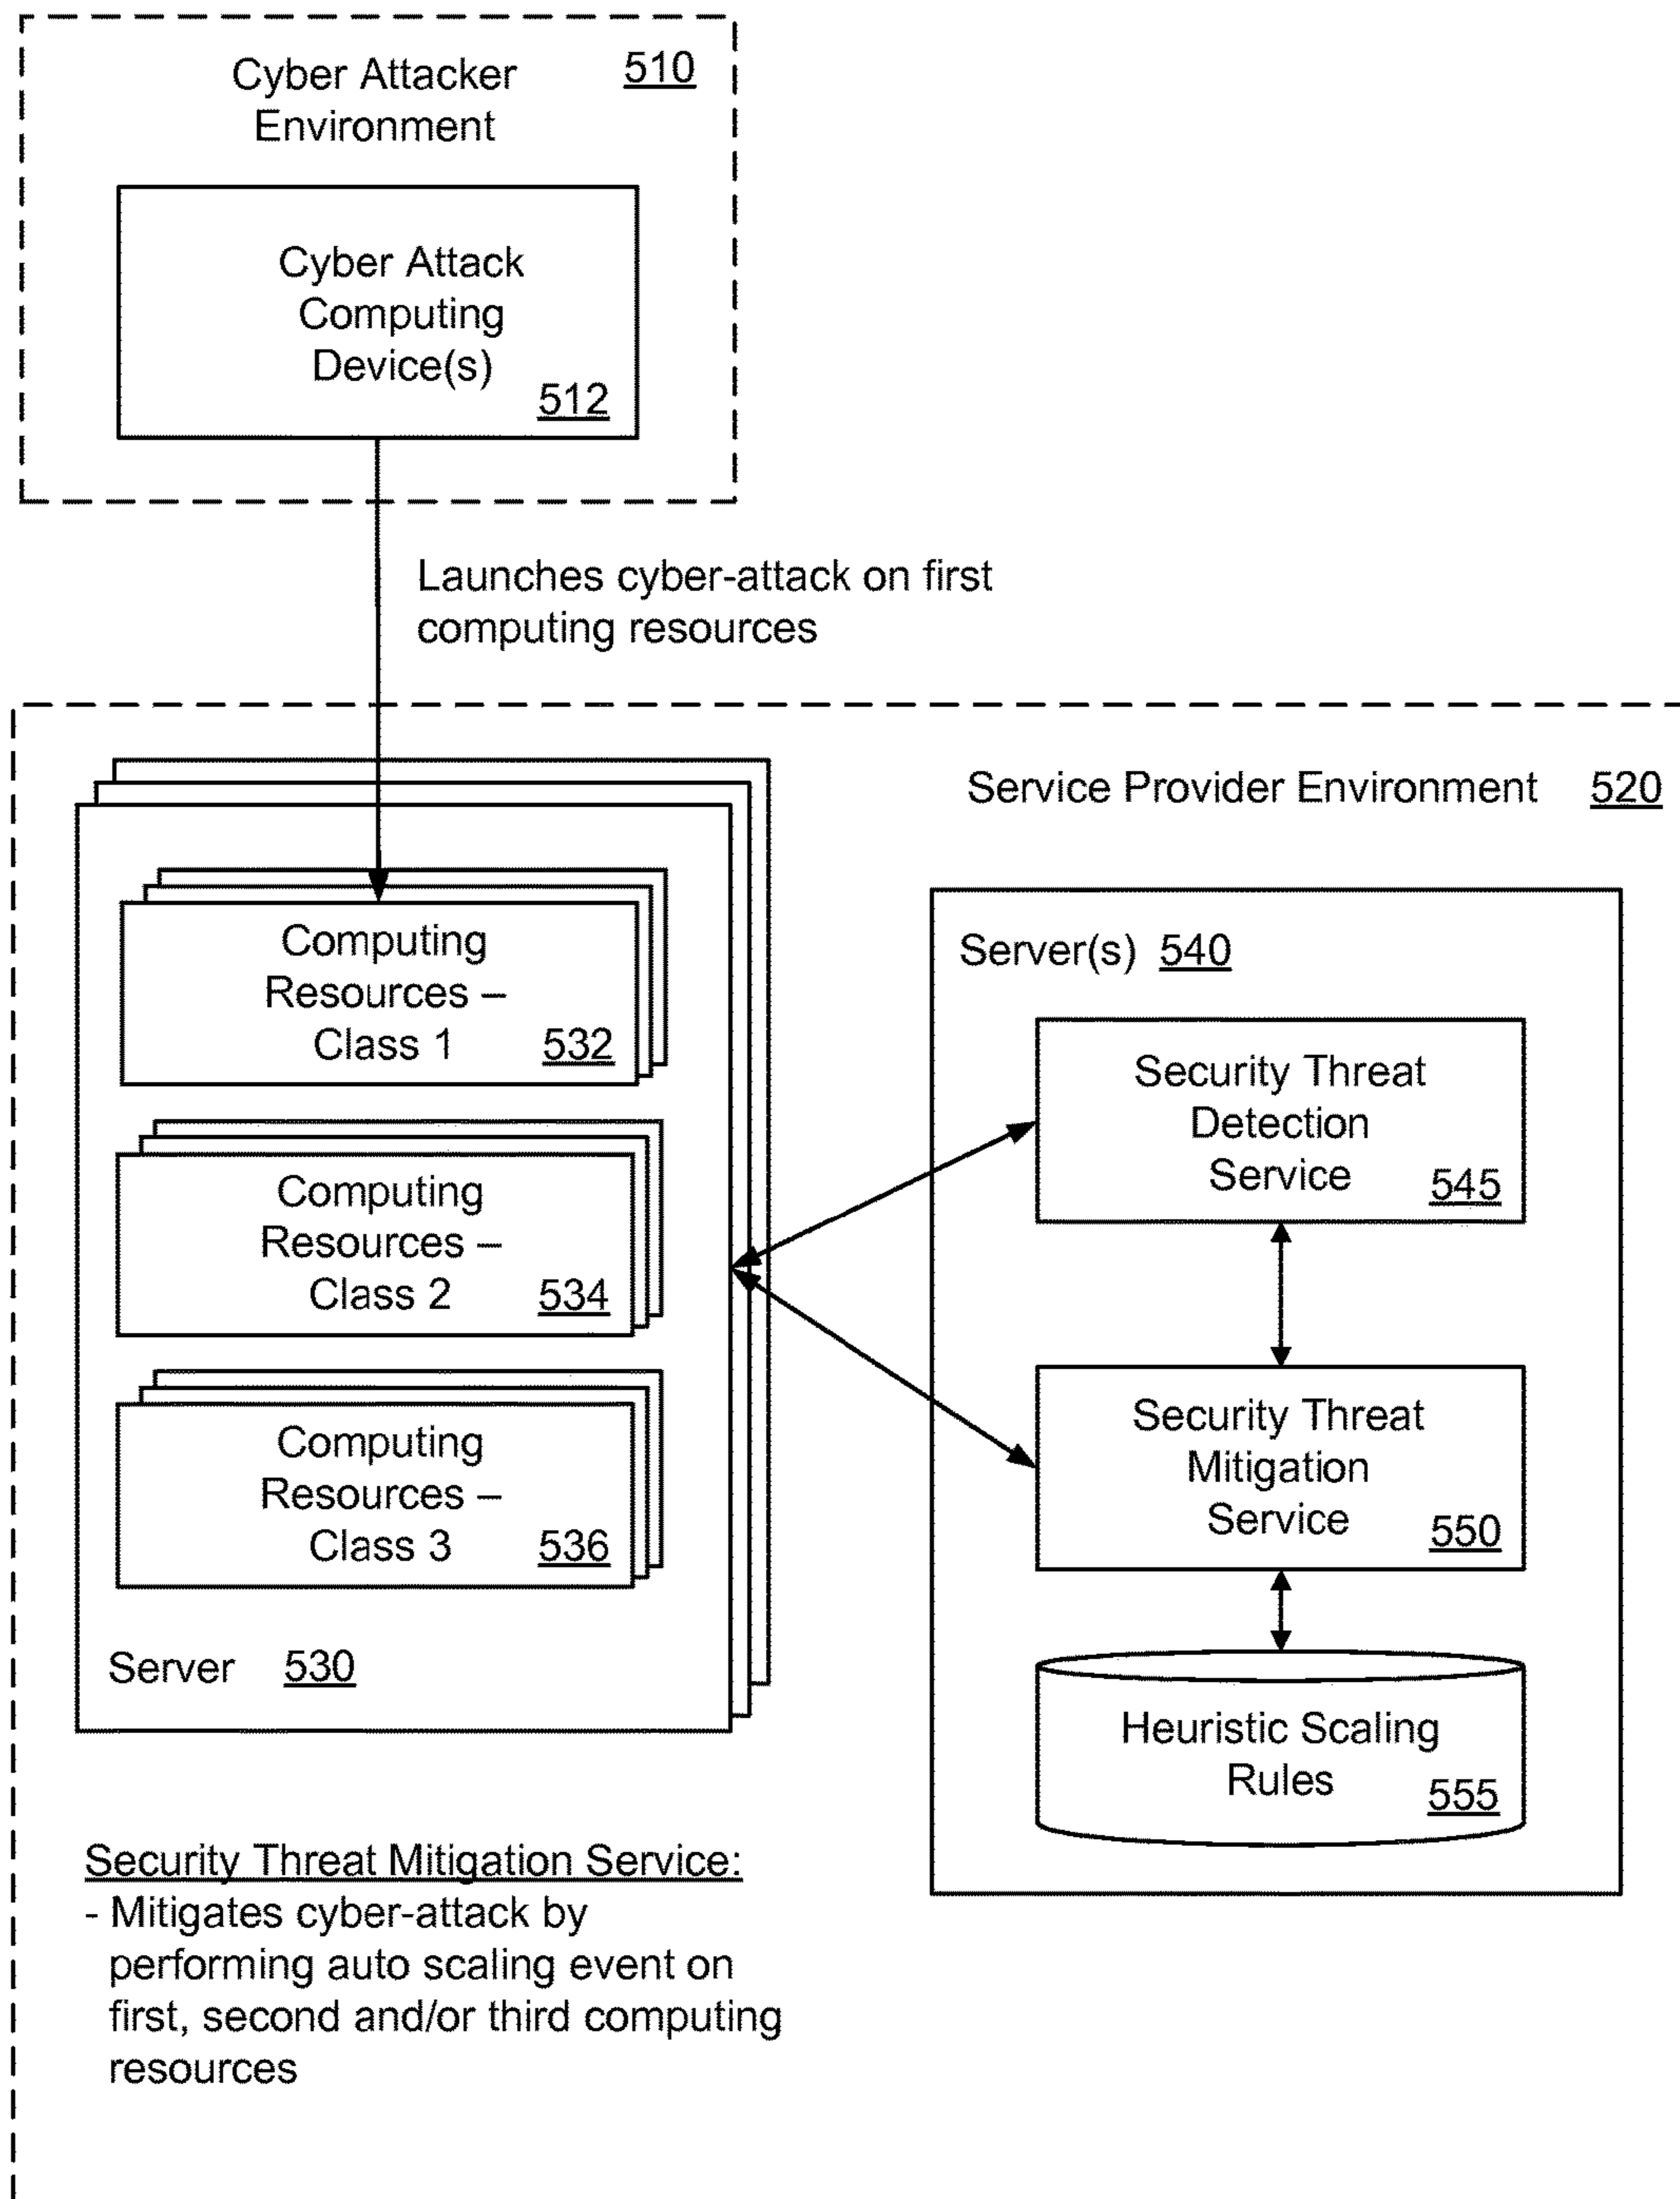 Cyber Attacker
Environment
510
Cyber Attack
Computing
Device(s)
512
Launches cyber-attack on first
computing resources
Service Provider Environment 520
Computing
Resources –
Class 1
532
Computing
Resources –
Class 2
534
Computing
Resources –
Class 3
536
Server 530
Server(s) 540
Security Threat
Detection
Service
545
Security Threat
Mitigation
Service
550
Heuristic Scaling
Rules
555
Security Threat Mitigation Service:
- Mitigates cyber-attack by
performing auto scaling event on
first, second and/or third computing
resources